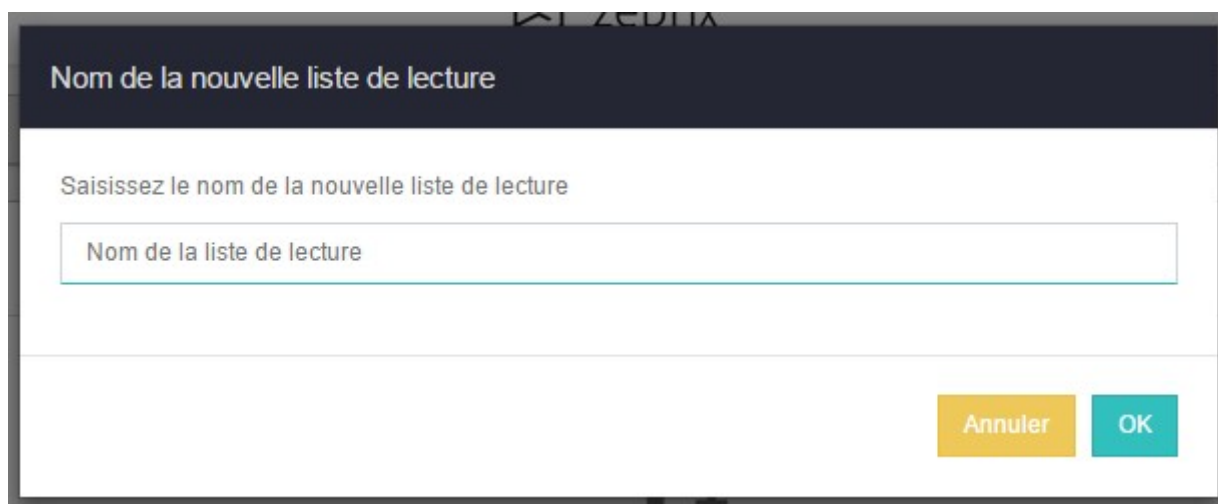 zebrix
Nom de la nouvelle liste de lecture
Saisissez le nom de la nouvelle liste de lecture
Nom de la liste de lecture
Annuler
OK